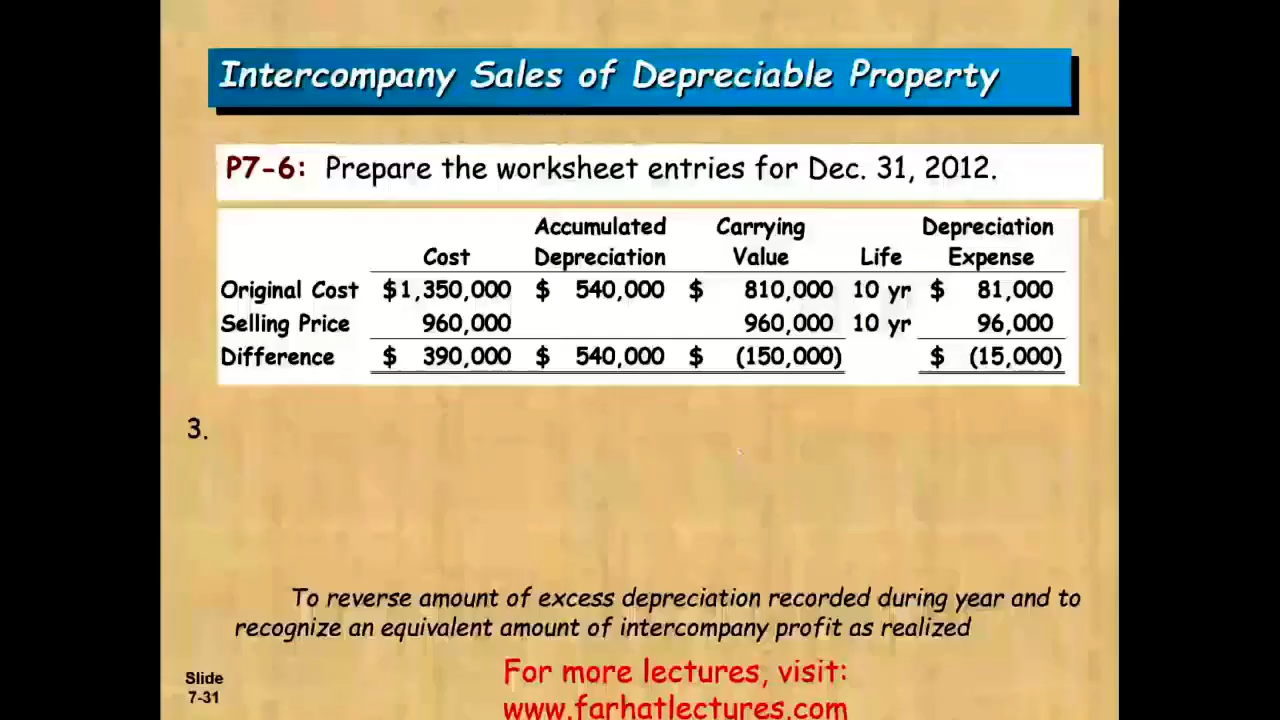 Intercompany Sales of Depreciable Property
P7-6: Prepare the worksheet entries for Dec. 31, 2012.
Accumulated Carrying Depreciation
Cost Depreciation Value Life Expense
Original Cost $1,350,000 $ 540,000 $ 810,000 10 yr $ 81,000
Selling Price 960,000 960,000 10 yr 96,000
Difference $ 390,000 $ 540,000 $ (150,000) $ (15,000)
3.
To reverse amount of excess depreciation recorded during year and to
recognize an equivalent amount of intercompany profit as realized
For more lectures, visit:
www.farhatlectures.com
Slide
7-31